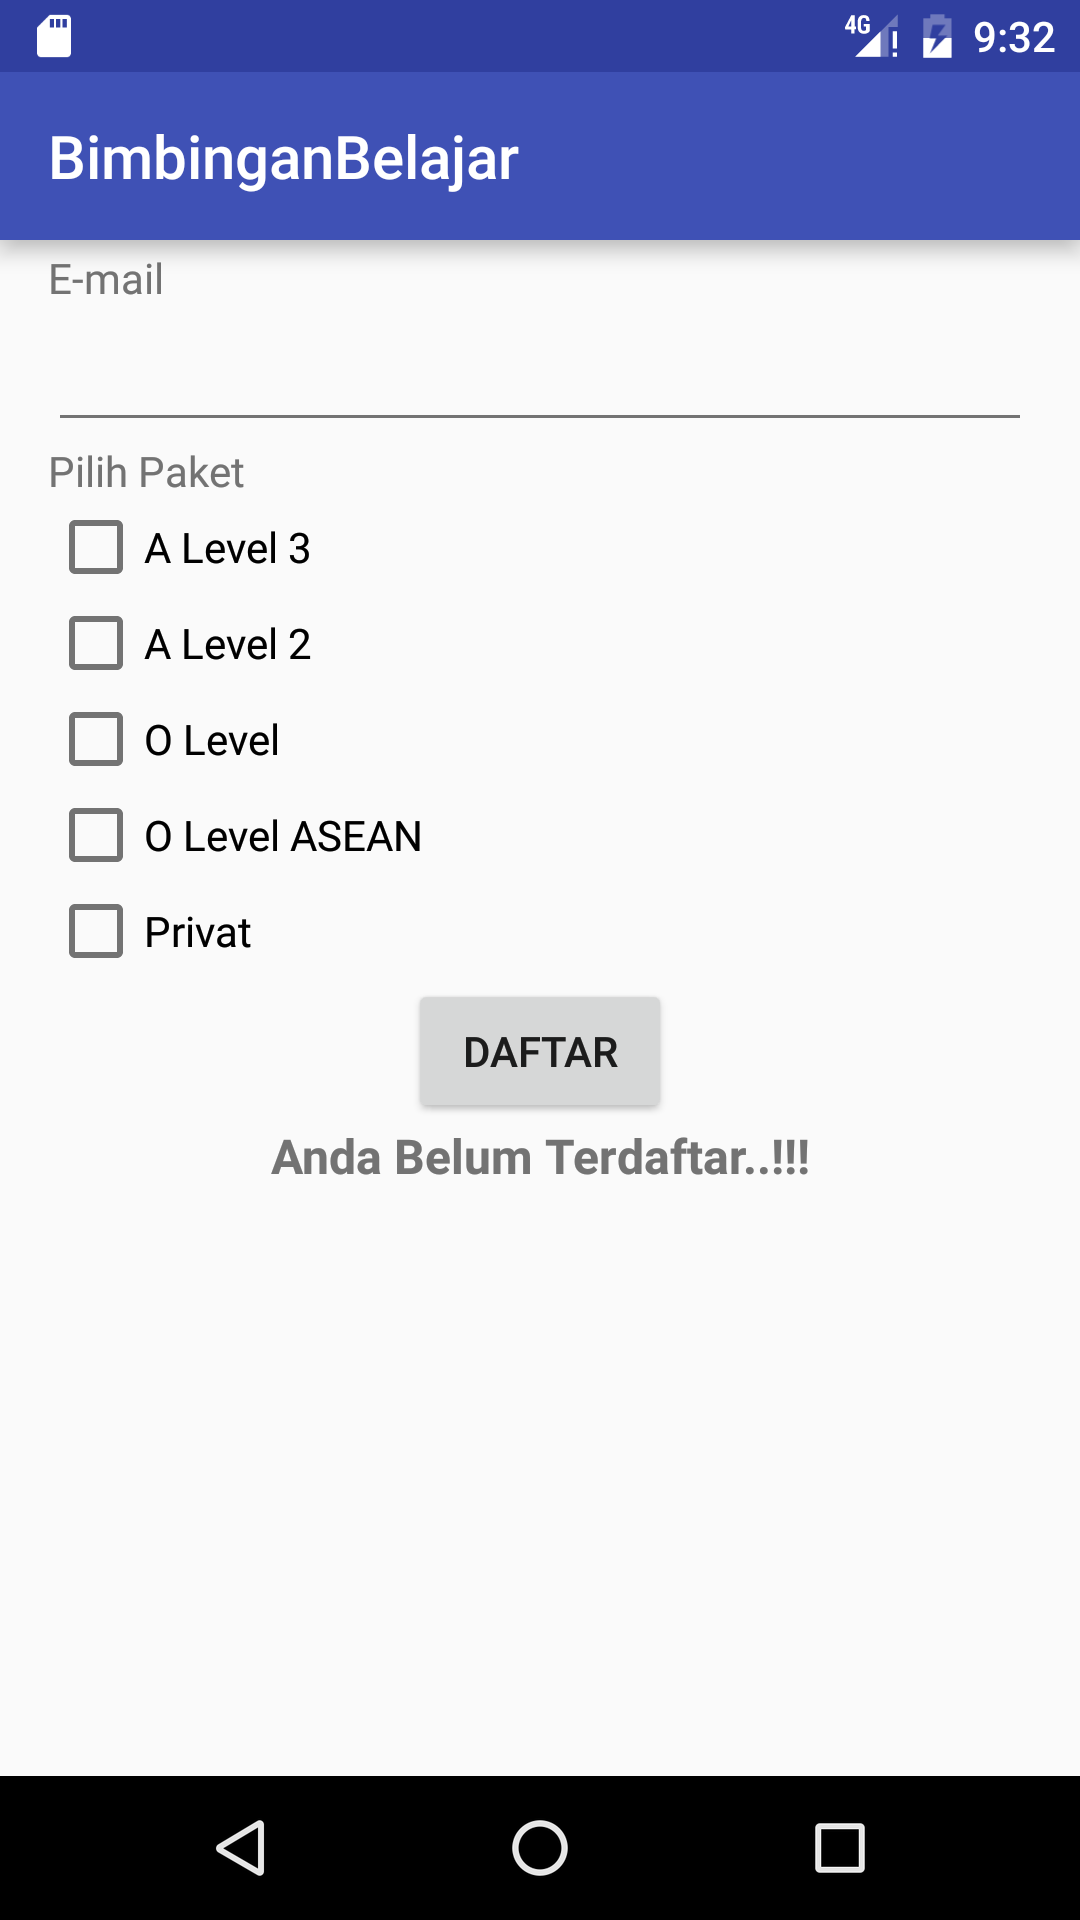 4G 9:32
BimbinganBelajar
E-mail
Pilih Paket
A Level 3
A Level 2
O Level
O Level ASEAN
Privat
DAFTAR
Anda Belum Terdaftar..!!!